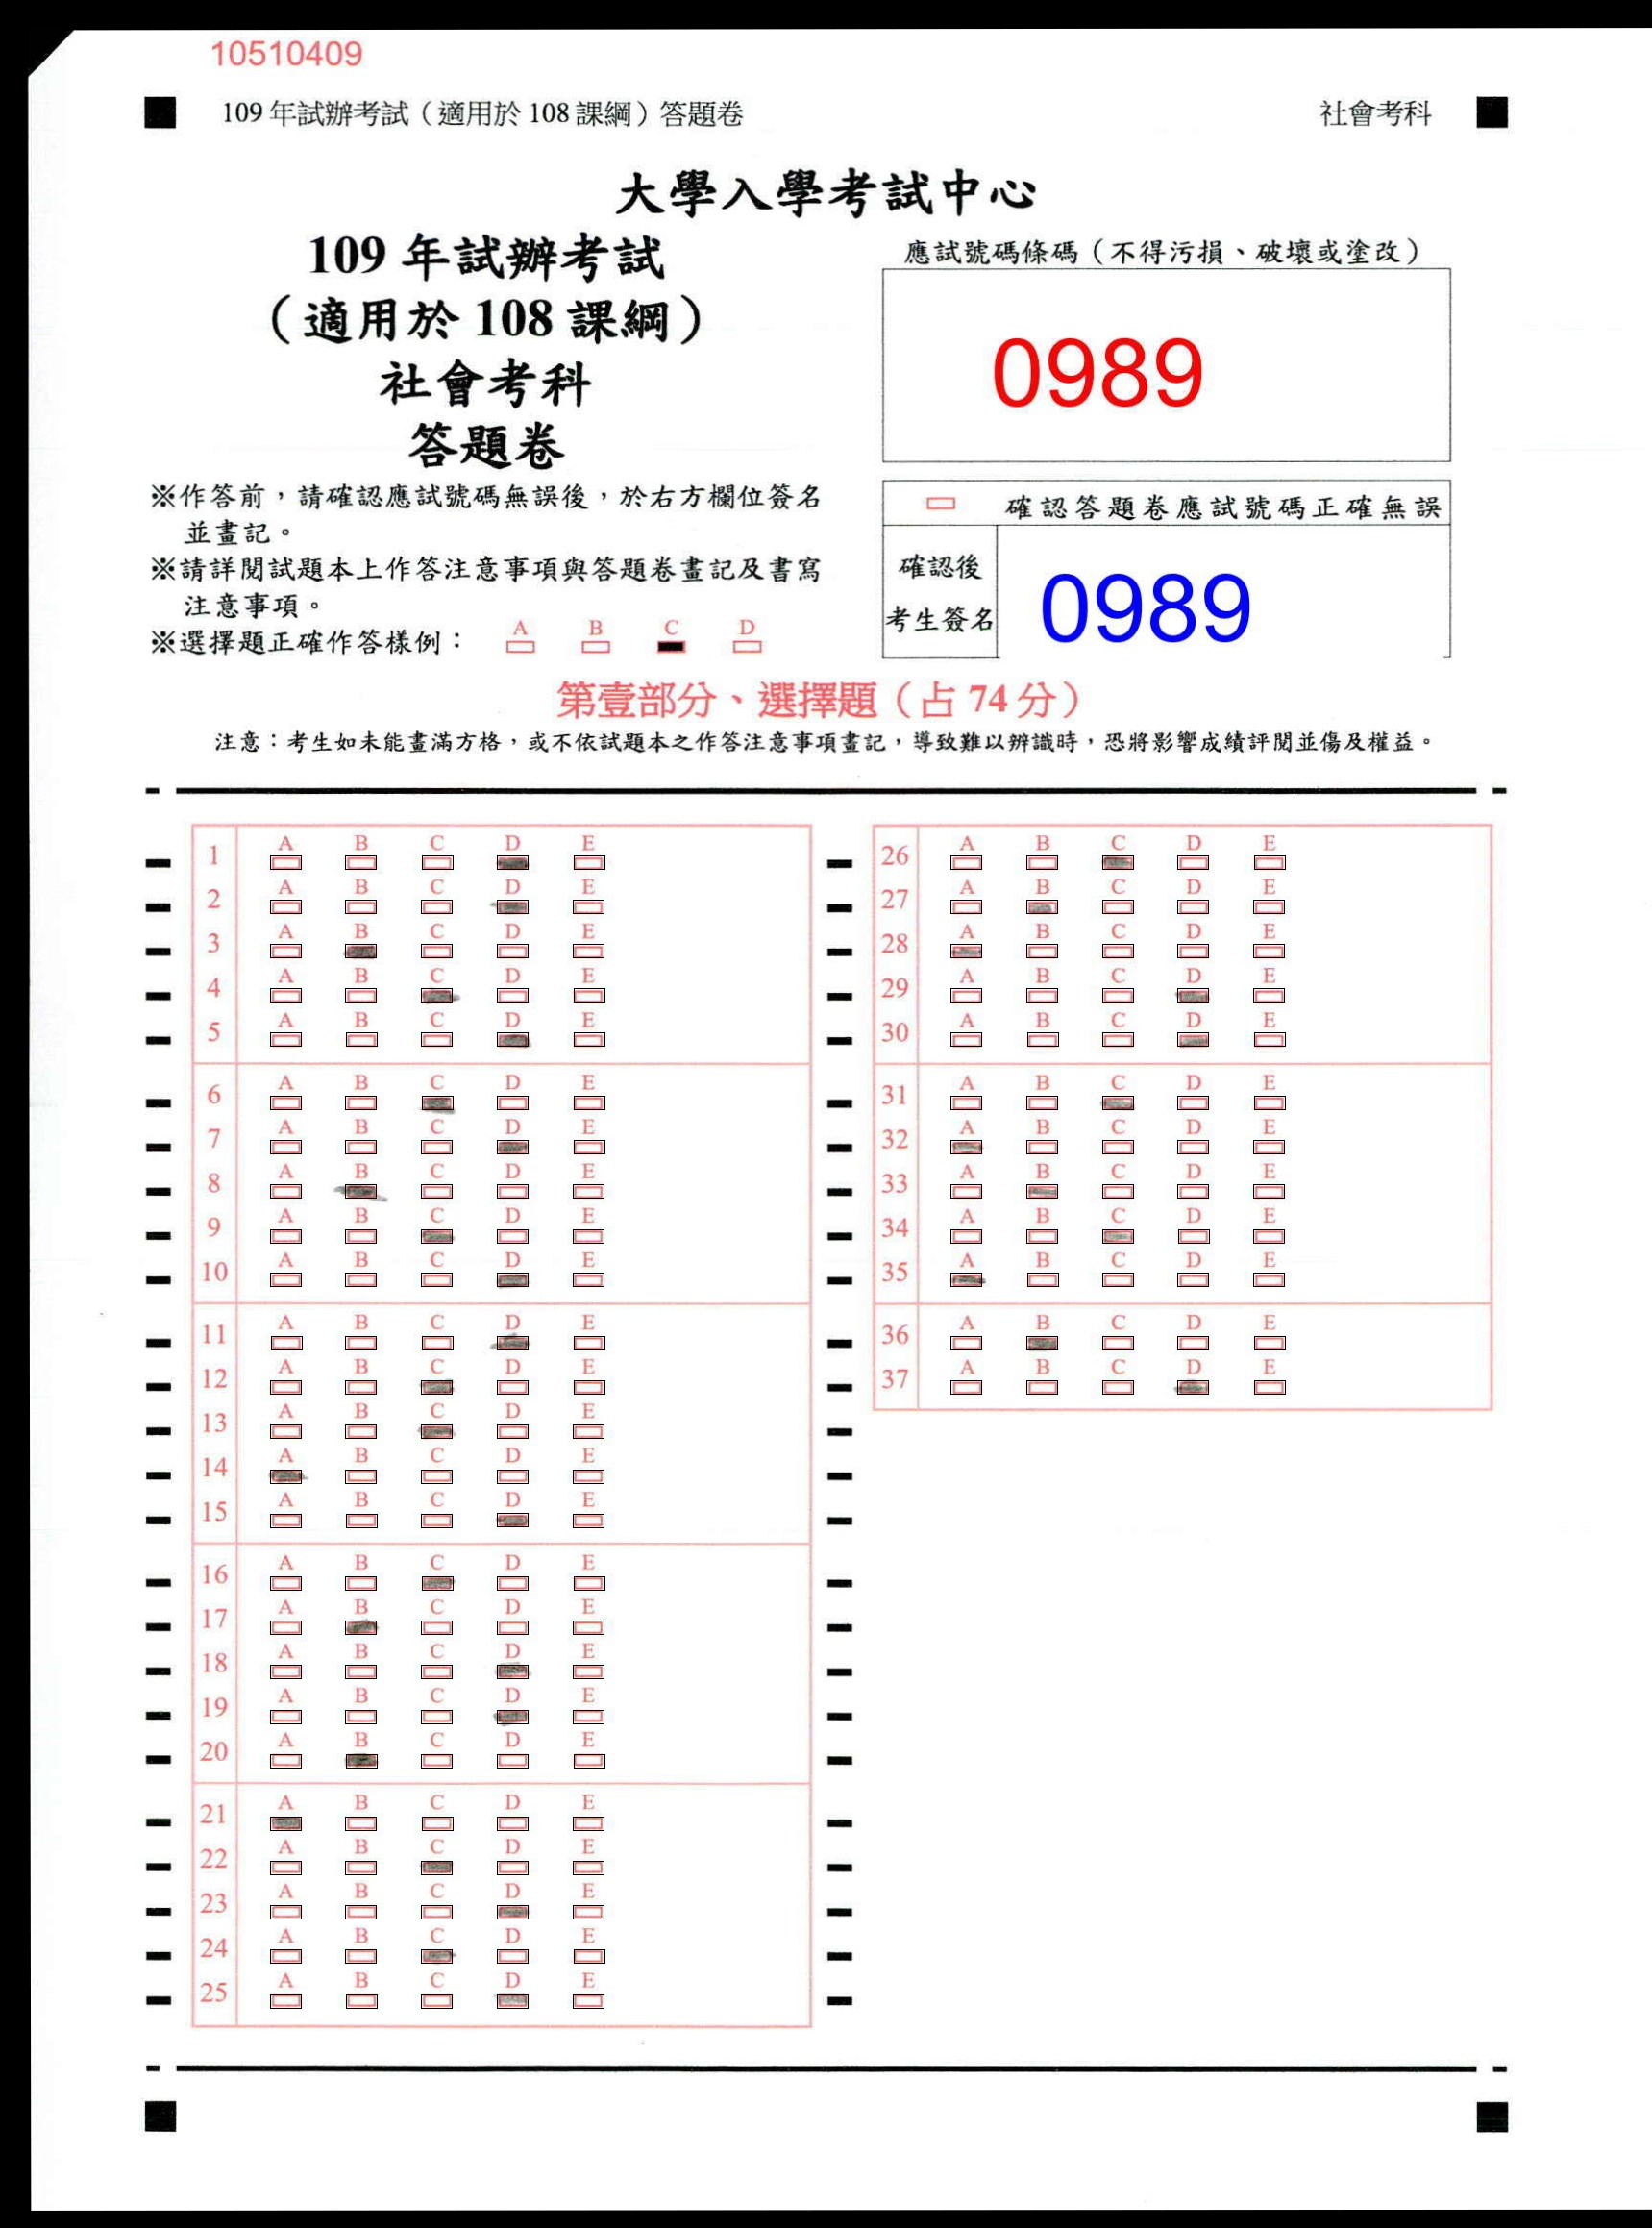 10510409
109年試辦考試（適用於108課綱）答題卷 社會考科
大學入學考試中心
109 年試辦考試
（適用於 108 課綱）
社會考科
答題卷
應試號碼條碼（不得污損、破壞或塗改）
0989
確認答題卷應試號碼正確無誤
確認後
考生簽名
0989
※作答前，請確認應試號碼無誤後，於右方欄位簽名
並畫記。
※請詳閱試題本上作答注意事項與答題卷畫記及書寫
注意事項。
※選擇題正確作答樣例： A B C D
第壹部分、選擇題（占 74 分）
注意：考生如未能畫滿方格，或不依試題本之作答注意事項畫記，導致難以辨識時，恐將影響成績評閱並傷及權益。
1 A B C D E
2 A B C D E
3 A B C D E
4 A B C D E
5 A B C D E
6 A B C D E
7 A B C D E
8 A B C D E
9 A B C D E
10 A B C D E
11 A B C D E
12 A B C D E
13 A B C D E
14 A B C D E
15 A B C D E
16 A B C D E
17 A B C D E
18 A B C D E
19 A B C D E
20 A B C D E
21 A B C D E
22 A B C D E
23 A B C D E
24 A B C D E
25 A B C D E
26 A B C D E
27 A B C D E
28 A B C D E
29 A B C D E
30 A B C D E
31 A B C D E
32 A B C D E
33 A B C D E
34 A B C D E
35 A B C D E
36 A B C D E
37 A B C D E